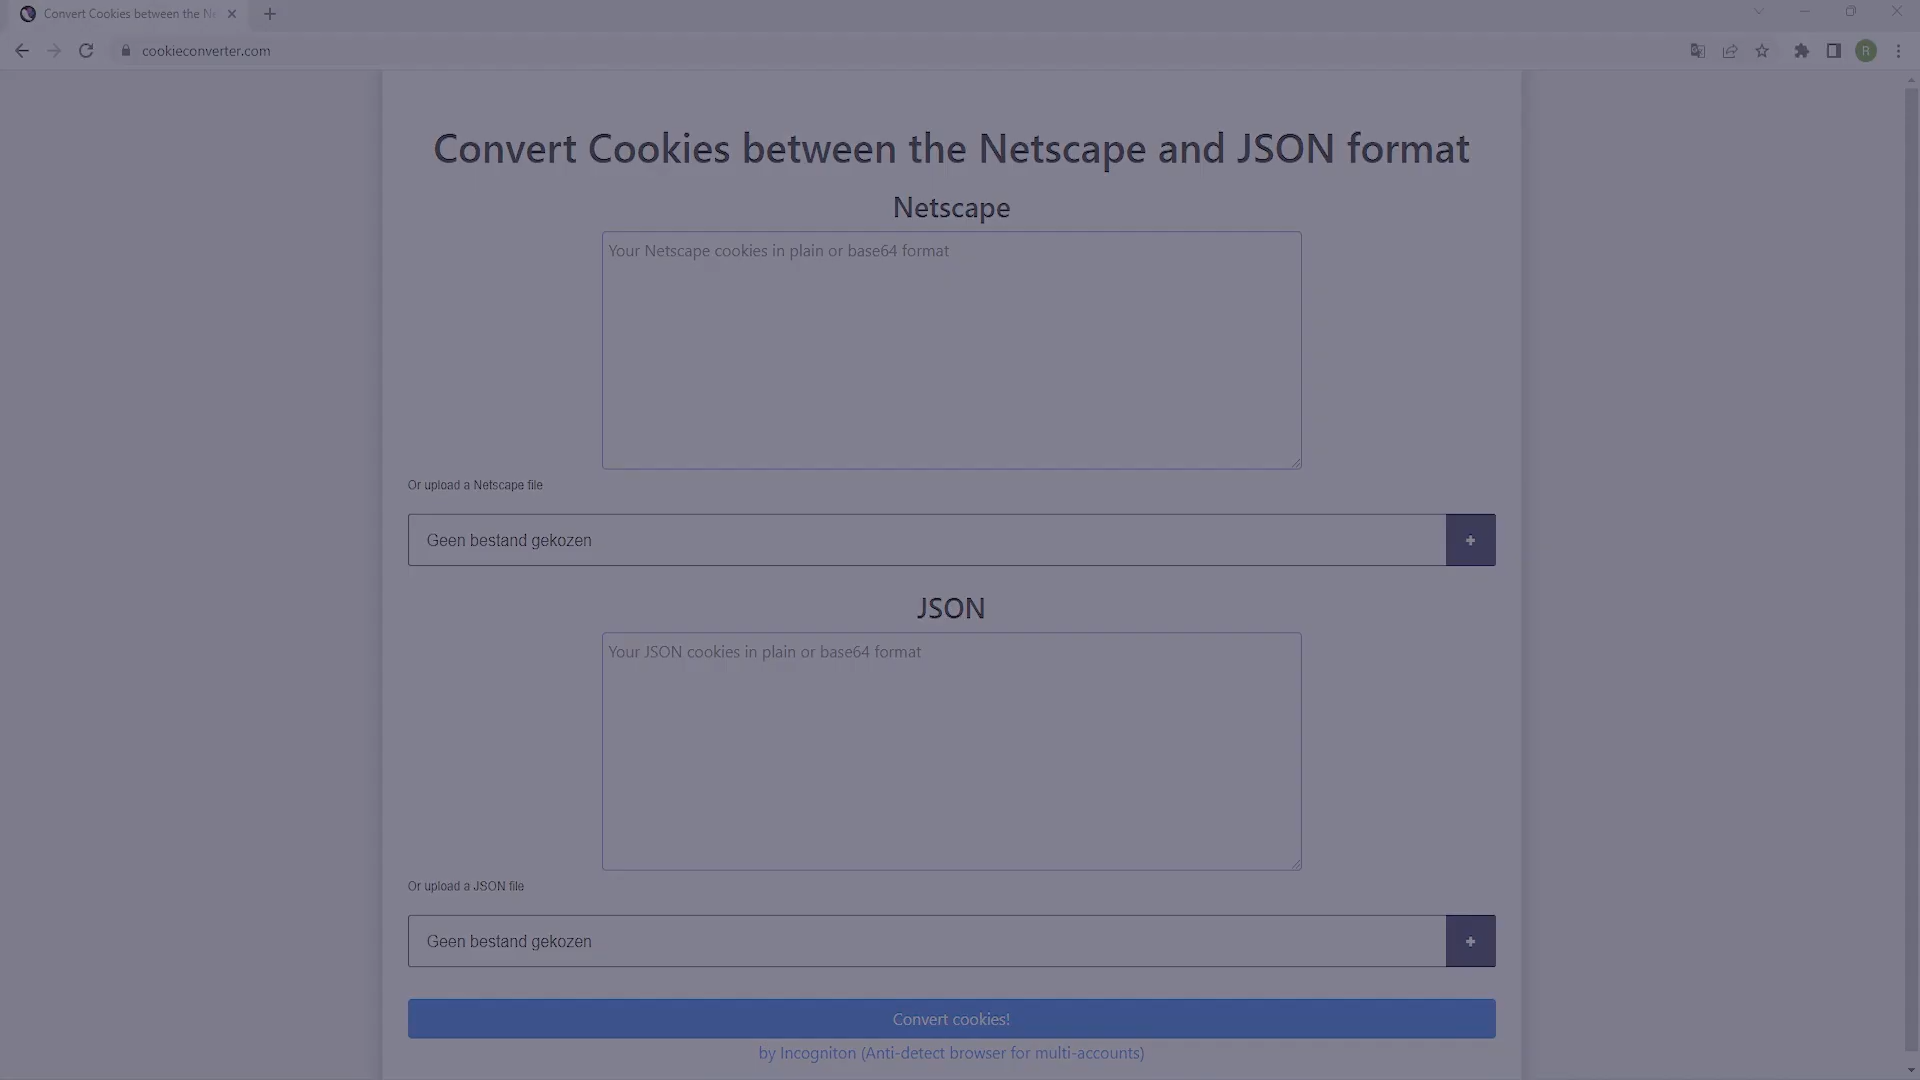 Convert Cookies between the Ne
cookieconverter.com
R
Convert Cookies between the Netscape and JSON format
Netscape
Your Netscape cookies in plain or base64 format
Or upload a Netscape file
Geen bestand gekozen
+
JSON
Your JSON cookies in plain or base64 format
Or upload a JSON file
Geen bestand gekozen
+
Convert cookies!
by Incogniton (Anti-detect browser for multi-accounts)